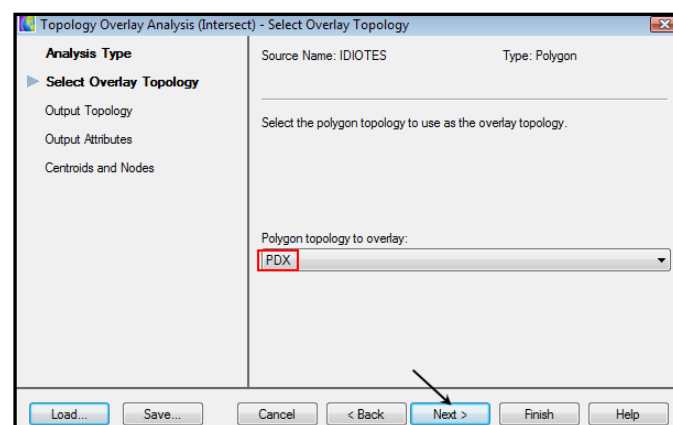 Topology Overlay Analysis (Intersect) - Select Overlay Topology
Analysis Type
Select Overlay Topology
Output Topology
Output Attributes
Centroids and Nodes
Source Name: IDIOTES Type: Polygon
Select the polygon topology to use as the overlay topology.
Polygon topology to overlay:
PDX
Load... Save... Cancel < Back Next > Finish Help